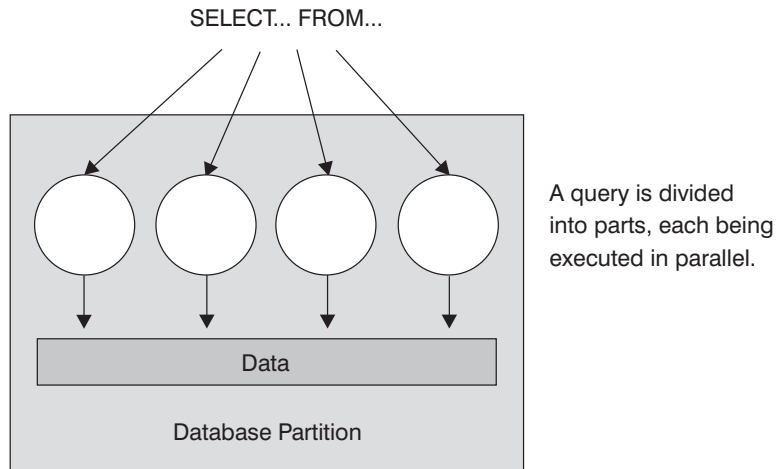 SELECT... FROM...
A query is divided
into parts, each being
executed in parallel.
Data
Database Partition